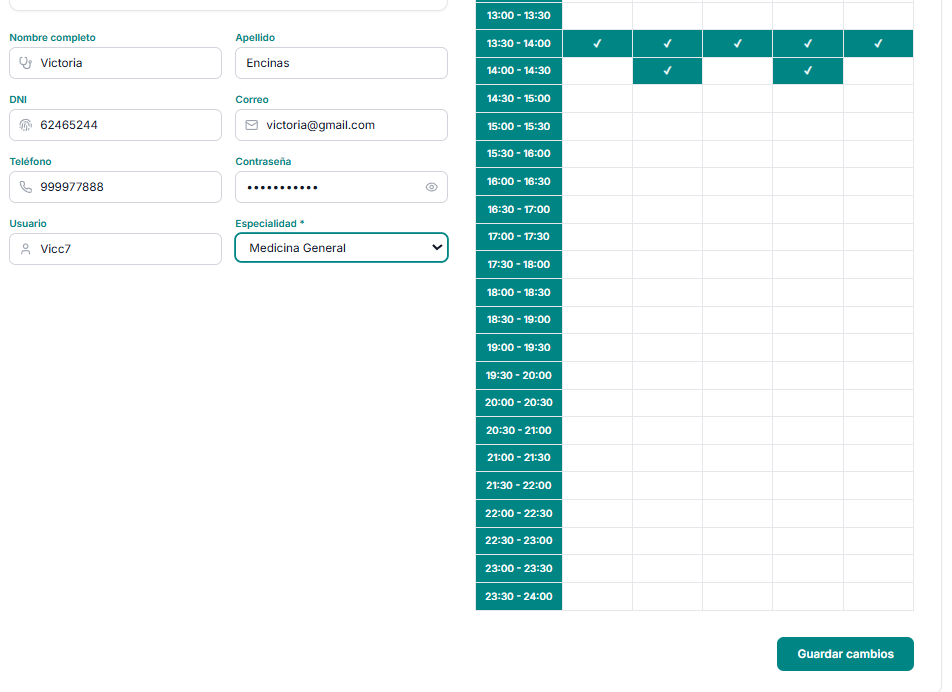 Nombre completo
Apellido
Victoria
Encinas
DNI
Correo
62465244
victoria@gmail.com
Teléfono
Contraseña
999977888
•••••••••••
Usuario
Especialidad *
Vicc7
Medicina General
13:00 - 13:30
13:30 - 14:00 ✓ ✓ ✓ ✓ ✓
14:00 - 14:30 ✓ ✓
14:30 - 15:00
15:00 - 15:30
15:30 - 16:00
16:00 - 16:30
16:30 - 17:00
17:00 - 17:30
17:30 - 18:00
18:00 - 18:30
18:30 - 19:00
19:00 - 19:30
19:30 - 20:00
20:00 - 20:30
20:30 - 21:00
21:00 - 21:30
21:30 - 22:00
22:00 - 22:30
22:30 - 23:00
23:00 - 23:30
23:30 - 24:00
Guardar cambios